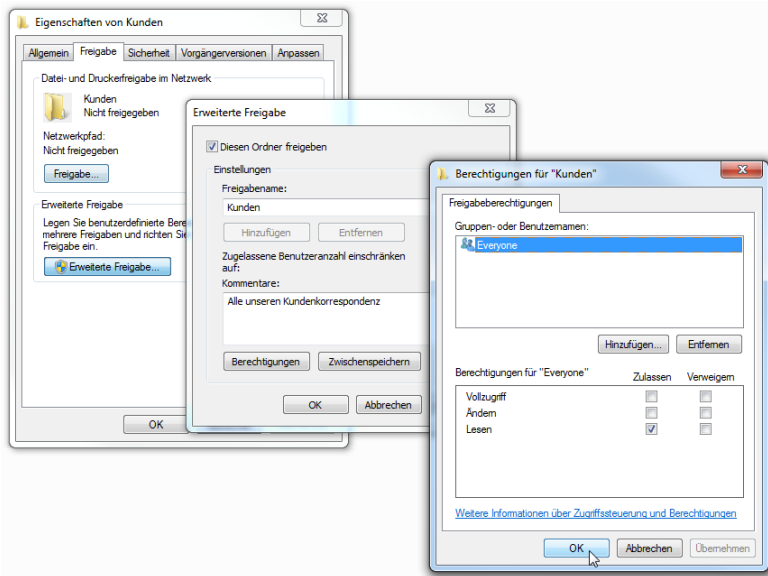 Eigenschaften von Kunden
Allgemein Freigabe Sicherheit Vorgängerversionen Anpassen
Datei- und Druckerfreigabe im Netzwerk
Kunden
Nicht freigegeben
Netzwerkpfad:
Nicht freigegeben
Freigabe...
Erweiterte Freigabe
Legen Sie benutzerdefinierte Bere
mehrere Freigaben und richten Sie
Freigabe ein.
Erweiterte Freigabe...
OK
Erweiterte Freigabe
Diesen Ordner freigeben
Einstellungen
Freigabename:
Kunden
Hinzufügen Entfernen
Zugelassene Benutzeranzahl einschränken
auf:
Kommentare:
Alle unseren Kundenkorrespondenz
Berechtigungen Zwischenspeichern
OK Abbrechen
Berechtigungen für "Kunden"
Freigabeberechtigungen
Gruppen- oder Benutzernamen:
Everyone
Hinzufügen... Entfernen
Berechtigungen für "Everyone" Zulassen Verweigern
Vollzugriff
Ändern
Lesen
Weitere Informationen über Zugriffssteuerung und Berechtigungen
OK Abbrechen Übernehmen